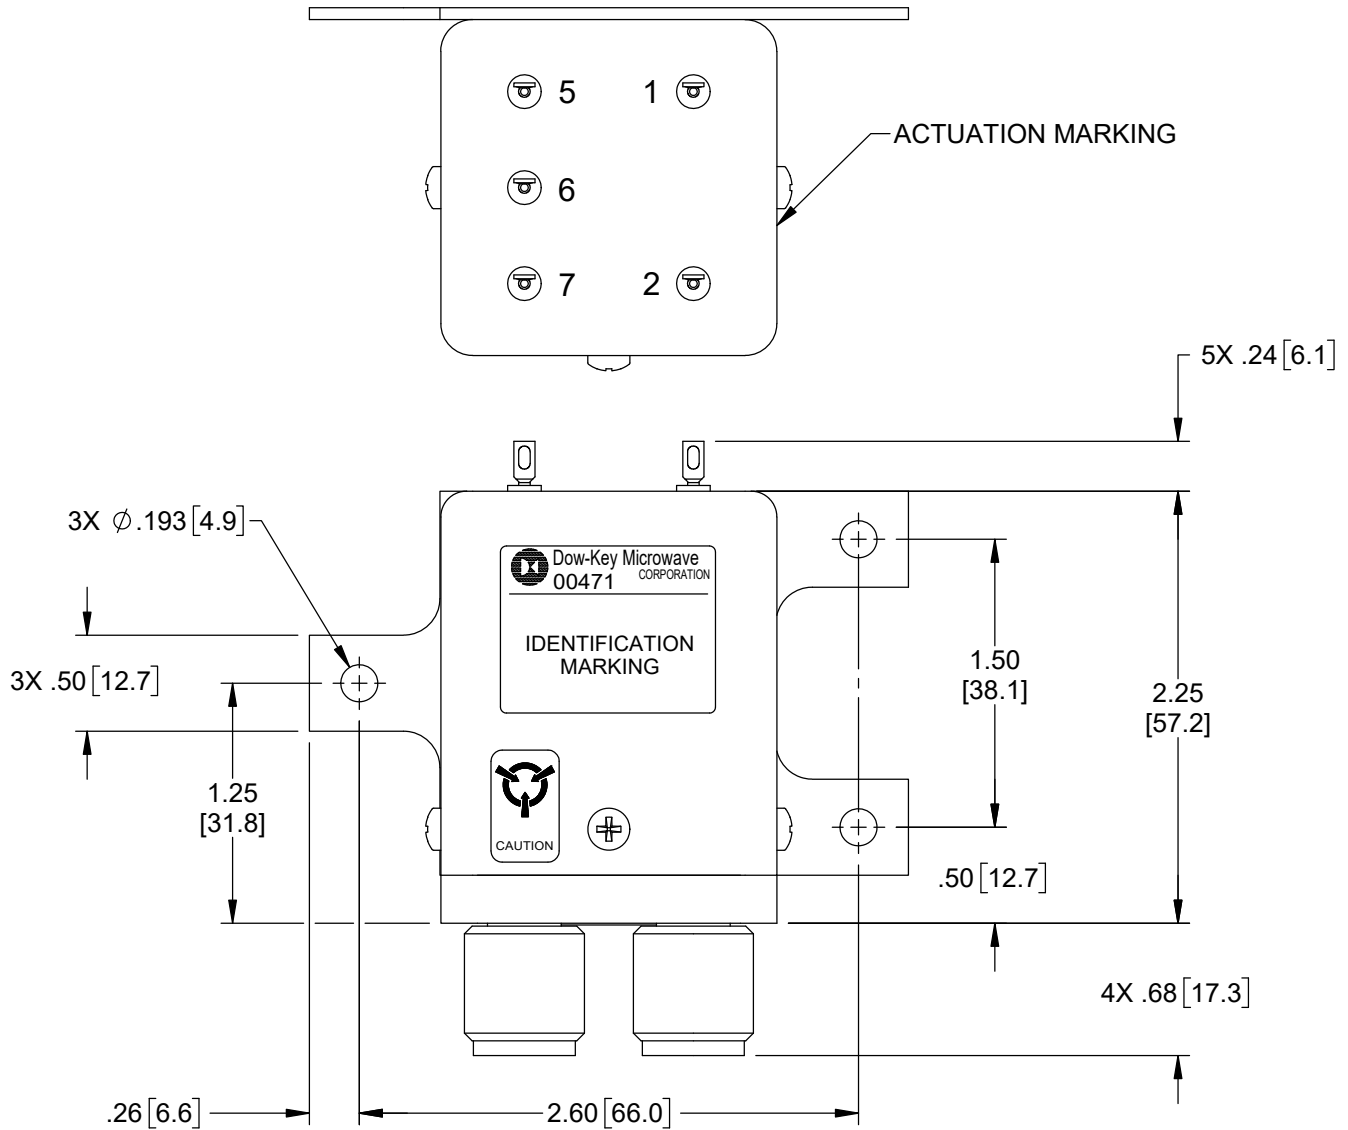 5 1
ACTUATION MARKING
6
7 2
5X .24[6.1]
3X ⌀.193[4.9]
Dow-Key Microwave
CORPORATION
00471
IDENTIFICATION
MARKING
3X .50[12.7]
1.50
[38.1]
2.25
[57.2]
1.25
[31.8]
CAUTION
.50[12.7]
4X .68[17.3]
.26[6.6]
2.60[66.0]